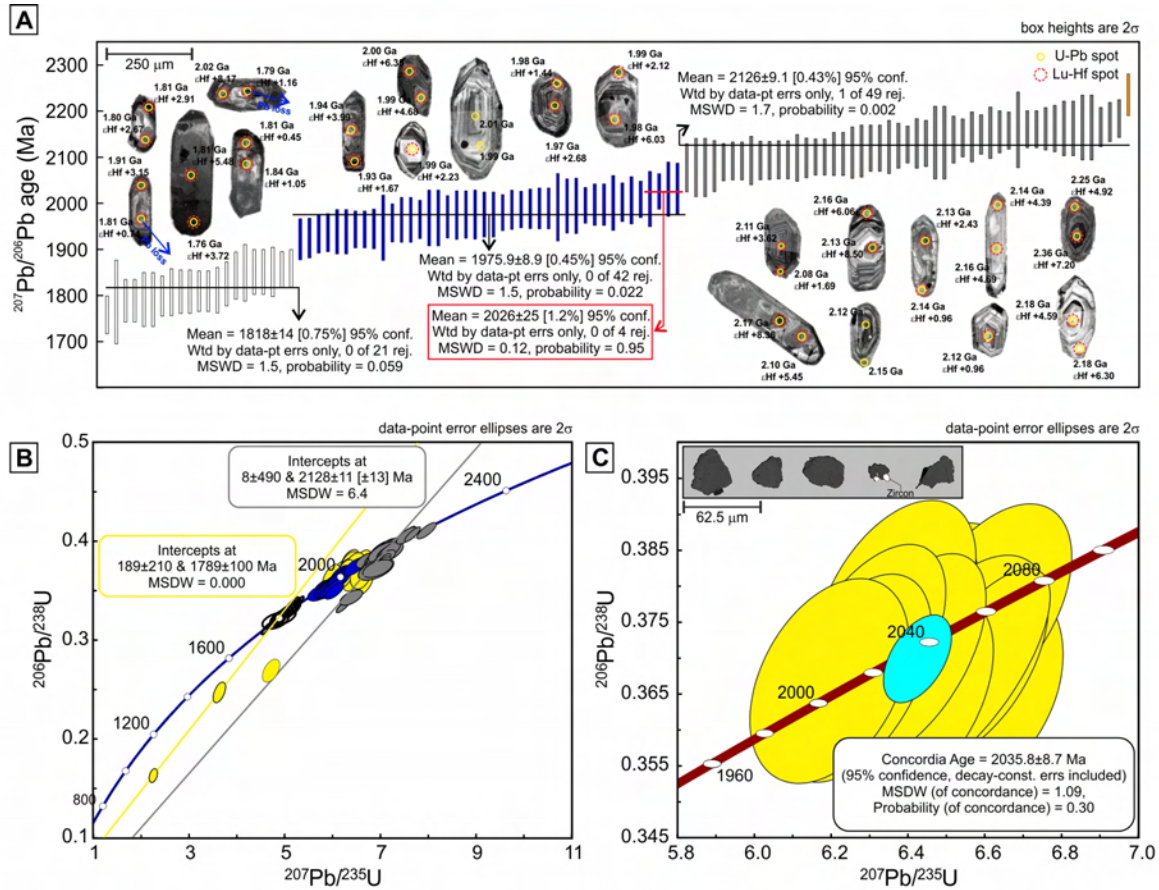 A
box heights are 2σ
250 µm
U-Pb spot
Lu-Hf spot
207Pb/206Pb age (Ma)
2300
2200
2100
2000
1900
1800
1700
1.81 Ga
εHf +2.91
1.80 Ga
εHf +2.67
2.02 Ga
εHf +8.17
1.79 Ga
εHf +1.16
Pb loss
1.81 Ga
εHf +5.48
1.76 Ga
εHf +3.72
1.81 Ga
εHf +0.45
1.84 Ga
εHf +1.05
1.91 Ga
εHf +3.15
1.81 Ga
Pb loss
1.94 Ga
εHf +3.99
1.93 Ga
εHf +1.67
2.00 Ga
1.99 Ga
εHf +4.68
1.99 Ga
εHf +2.23
2.01 Ga
1.99 Ga
1.98 Ga
εHf +1.44
1.97 Ga
εHf +2.68
1.99 Ga
εHf +2.12
1.98 Ga
εHf +6.03
Mean = 2126±9.1 [0.43%] 95% conf.
Wtd by data-pt errs only, 1 of 49 rej.
MSWD = 1.7, probability = 0.002
Mean = 1975.9±8.9 [0.45%] 95% conf.
Wtd by data-pt errs only, 0 of 42 rej.
MSWD = 1.5, probability = 0.022
Mean = 2026±25 [1.2%] 95% conf.
Wtd by data-pt errs only, 0 of 4 rej.
MSWD = 0.12, probability = 0.95
Mean = 1818±14 [0.75%] 95% conf.
Wtd by data-pt errs only, 0 of 21 rej.
MSWD = 1.5, probability = 0.059
2.11 Ga
εHf +3.62
2.08 Ga
εHf +1.69
2.16 Ga
εHf +6.06
2.13 Ga
εHf +8.50
2.13 Ga
εHf +2.43
2.14 Ga
εHf +0.96
2.14 Ga
εHf +4.39
2.16 Ga
εHf +4.69
2.25 Ga
εHf +4.92
2.36 Ga
εHf +7.20
2.17 Ga
2.10 Ga
εHf +5.45
2.12 Ga
2.15 Ga
2.12 Ga
εHf +0.96
2.18 Ga
εHf +4.59
2.18 Ga
εHf +6.30
B
data-point error ellipses are 2σ
Intercepts at
8±490 & 2128±11 [±13] Ma
MSDW = 6.4
Intercepts at
189±210 & 1789±100 Ma
MSDW = 0.000
206Pb/238U
0.5
0.4
0.3
0.2
0.1
800
1200
1600
2000
2400
1
3
5
7
9
11
207Pb/235U
C
data-point error ellipses are 2σ
Zircon
62.5 µm
206Pb/238U
0.395
0.385
0.375
0.365
0.355
0.345
1960
2000
2040
2080
Concordia Age = 2035.8±8.7 Ma
(95% confidence, decay-const. errs included)
MSDW (of concordance) = 1.09,
Probability (of concordance) = 0.30
5.8
6.0
6.2
6.4
6.6
6.8
7.0
207Pb/235U